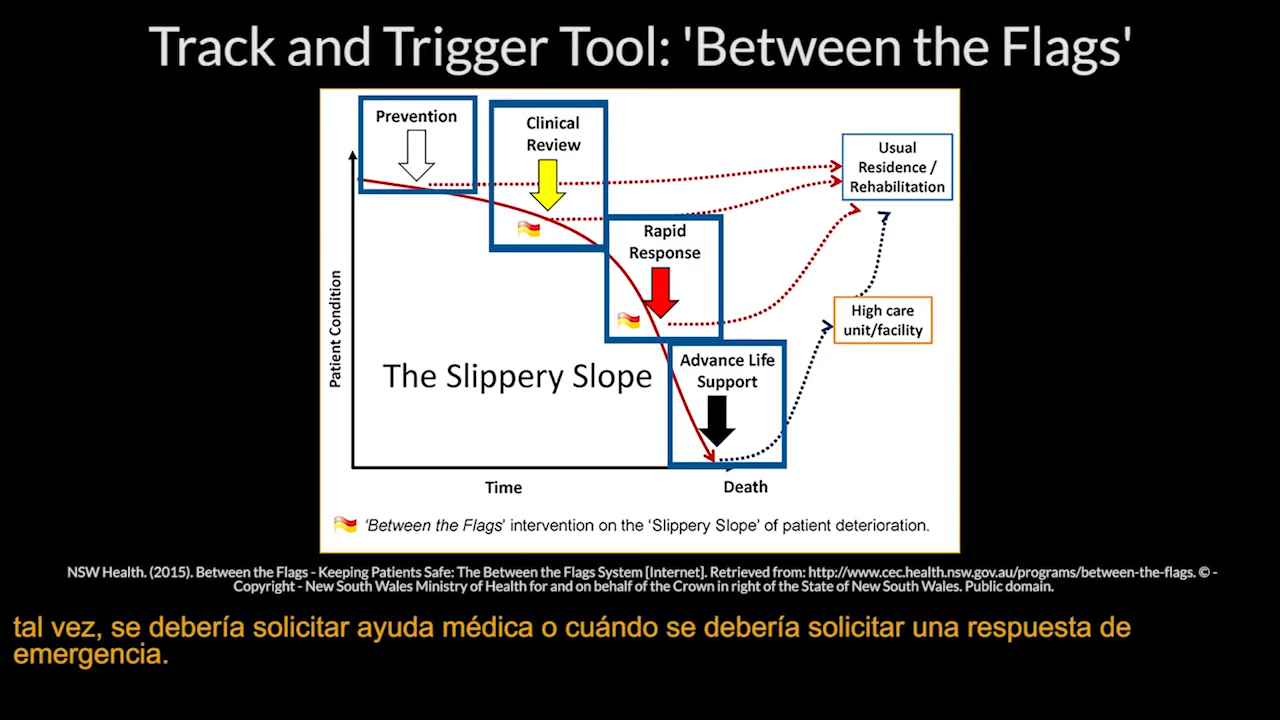 Track and Trigger Tool: 'Between the Flags'
Prevention
Clinical
Review
Usual
Residence /
Rehabilitation
Rapid
Response
High care
unit/facility
Advance Life
Support
Patient Condition
The Slippery Slope
Time
Death
'Between the Flags' intervention on the ‘Slippery Slope’ of patient deterioration.
NSW Health. (2015). Between the Flags - Keeping Patients Safe: The Between the Flags System [Internet]. Retrieved from: http://www.cec.health.nsw.gov.au/programs/between-the-flags. © -
Copyright - New South Wales Ministry of Health for and on behalf of the Crown in right of the State of New South Wales. Public domain.
tal vez, se debería solicitar ayuda médica o cuándo se debería solicitar una respuesta de
emergencia.